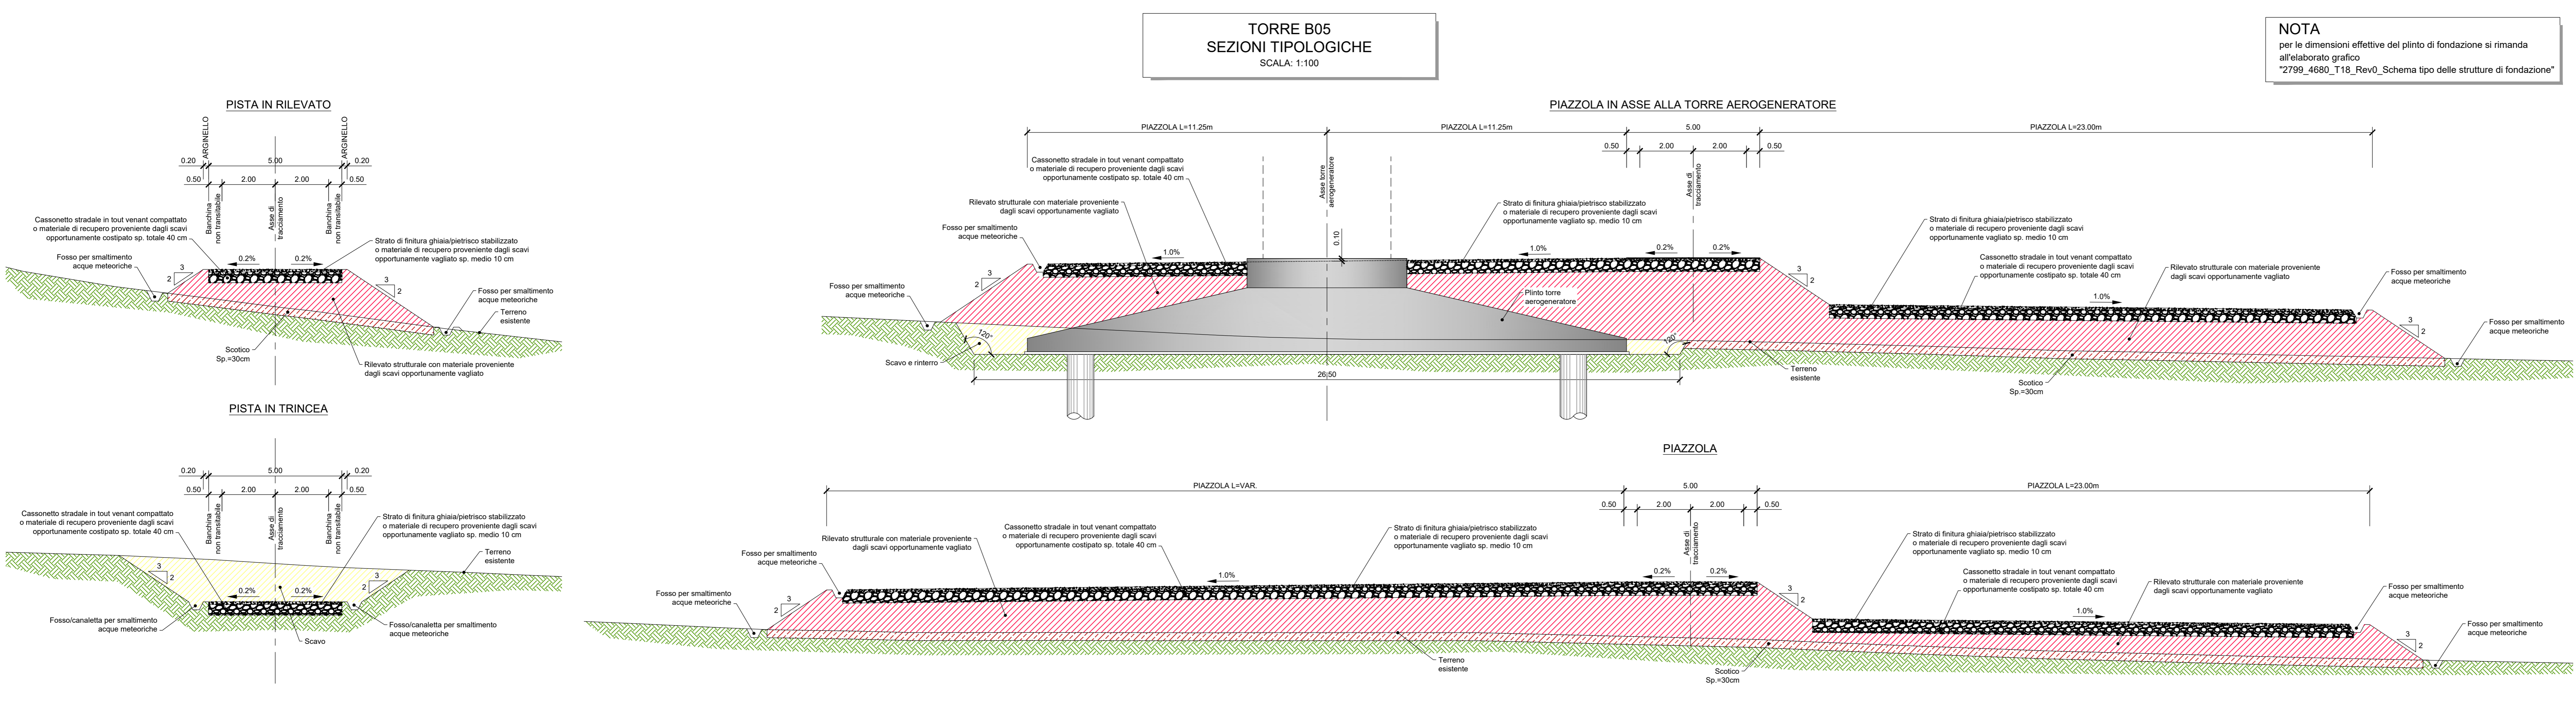 TORRE B05
SEZIONI TIPOLOGICHE
SCALA: 1:100
NOTA
per le dimensioni effettive del plinto di fondazione si rimanda
all'elaborato grafico
"2799_4680_T18_Rev0_Schema tipo delle strutture di fondazione"
PISTA IN RILEVATO
ARGINELLO
ARGINELLO
0.20
5.00
0.20
0.50
2.00
2.00
0.50
Banchina
non transitabile
Asse di
tracciamento
Banchina
non transitabile
Cassonetto stradale in tout venant compattato
o materiale di recupero proveniente dagli scavi
opportunamente costipato sp. totale 40 cm
Strato di finitura ghiaia/pietrisco stabilizzato
o materiale di recupero proveniente dagli scavi
opportunamente vagliato sp. medio 10 cm
Fosso per smaltimento
acque meteoriche
0.2%
0.2%
3
2
3
2
Fosso per smaltimento
acque meteoriche
Terreno
esistente
Scotico
Sp.=30cm
Rilevato strutturale con materiale proveniente
dagli scavi opportunamente vagliato
PISTA IN TRINCEA
0.20
5.00
0.20
0.50
2.00
2.00
0.50
Banchina
non transitabile
Asse di
tracciamento
Banchina
non transitabile
Cassonetto stradale in tout venant compattato
o materiale di recupero proveniente dagli scavi
opportunamente costipato sp. totale 40 cm
Strato di finitura ghiaia/pietrisco stabilizzato
o materiale di recupero proveniente dagli scavi
opportunamente vagliato sp. medio 10 cm
Terreno
esistente
3
2
3
2
0.2%
0.2%
Fosso/canaletta per smaltimento
acque meteoriche
Fosso/canaletta per smaltimento
acque meteoriche
Scavo
PIAZZOLA IN ASSE ALLA TORRE AEROGENERATORE
PIAZZOLA L=11.25m
PIAZZOLA L=11.25m
5.00
PIAZZOLA L=23.00m
0.50
2.00
2.00
0.50
Cassonetto stradale in tout venant compattato
o materiale di recupero proveniente dagli scavi
opportunamente costipato sp. totale 40 cm
Asse torre
aerogeneratore
Asse di
tracciamento
Rilevato strutturale con materiale proveniente
dagli scavi opportunamente vagliato
Strato di finitura ghiaia/pietrisco stabilizzato
o materiale di recupero proveniente dagli scavi
opportunamente vagliato sp. medio 10 cm
Fosso per smaltimento
acque meteoriche
Strato di finitura ghiaia/pietrisco stabilizzato
o materiale di recupero proveniente dagli scavi
opportunamente vagliato sp. medio 10 cm
0.10
1.0%
1.0%
0.2%
0.2%
Cassonetto stradale in tout venant compattato
o materiale di recupero proveniente dagli scavi
opportunamente costipato sp. totale 40 cm
Rilevato strutturale con materiale proveniente
dagli scavi opportunamente vagliato
Fosso per smaltimento
acque meteoriche
3
2
3
2
Fosso per smaltimento
acque meteoriche
Plinto torre
aerogeneratore
1.0%
3
2
Fosso per smaltimento
acque meteoriche
120°
120°
Scavo e rinterro
26.50
Terreno
esistente
Scotico
Sp.=30cm
PIAZZOLA
PIAZZOLA L=VAR.
5.00
PIAZZOLA L=23.00m
0.50
2.00
2.00
0.50
Asse di
tracciamento
Cassonetto stradale in tout venant compattato
o materiale di recupero proveniente dagli scavi
opportunamente costipato sp. totale 40 cm
Strato di finitura ghiaia/pietrisco stabilizzato
o materiale di recupero proveniente dagli scavi
opportunamente vagliato sp. medio 10 cm
Rilevato strutturale con materiale proveniente
dagli scavi opportunamente vagliato
Strato di finitura ghiaia/pietrisco stabilizzato
o materiale di recupero proveniente dagli scavi
opportunamente vagliato sp. medio 10 cm
Fosso per smaltimento
acque meteoriche
1.0%
0.2%
0.2%
Cassonetto stradale in tout venant compattato
o materiale di recupero proveniente dagli scavi
opportunamente costipato sp. totale 40 cm
Rilevato strutturale con materiale proveniente
dagli scavi opportunamente vagliato
Fosso per smaltimento
acque meteoriche
Fosso per smaltimento
acque meteoriche
3
2
3
2
1.0%
3
2
Fosso per smaltimento
acque meteoriche
Terreno
esistente
Scotico
Sp.=30cm